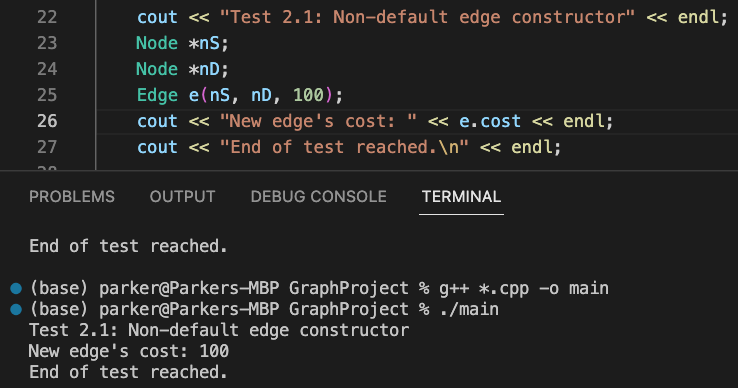 22 cout << "Test 2.1: Non-default edge constructor" << endl;
23 Node *nS;
24 Node *nD;
25 Edge e(nS, nD, 100);
26 cout << "New edge's cost: " << e.cost << endl;
27 cout << "End of test reached.\n" << endl;
PROBLEMS OUTPUT DEBUG CONSOLE TERMINAL
End of test reached.
(base) parker@Parkers-MBP GraphProject % g++ *.cpp -o main
(base) parker@Parkers-MBP GraphProject % ./main
Test 2.1: Non-default edge constructor
New edge's cost: 100
End of test reached.